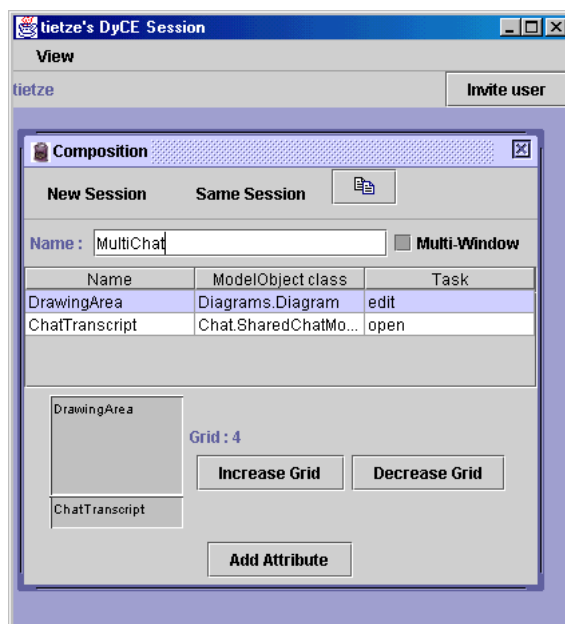 tietze's DyCE Session
View
tietze Invite user
Composition
New Session Same Session
Name : MultiChat Multi-Window
Name ModelObject class Task
DrawingArea Diagrams.Diagram edit
ChatTranscript Chat.SharedChatMo... open
DrawingArea
Grid : 4
Increase Grid Decrease Grid
ChatTranscript
Add Attribute